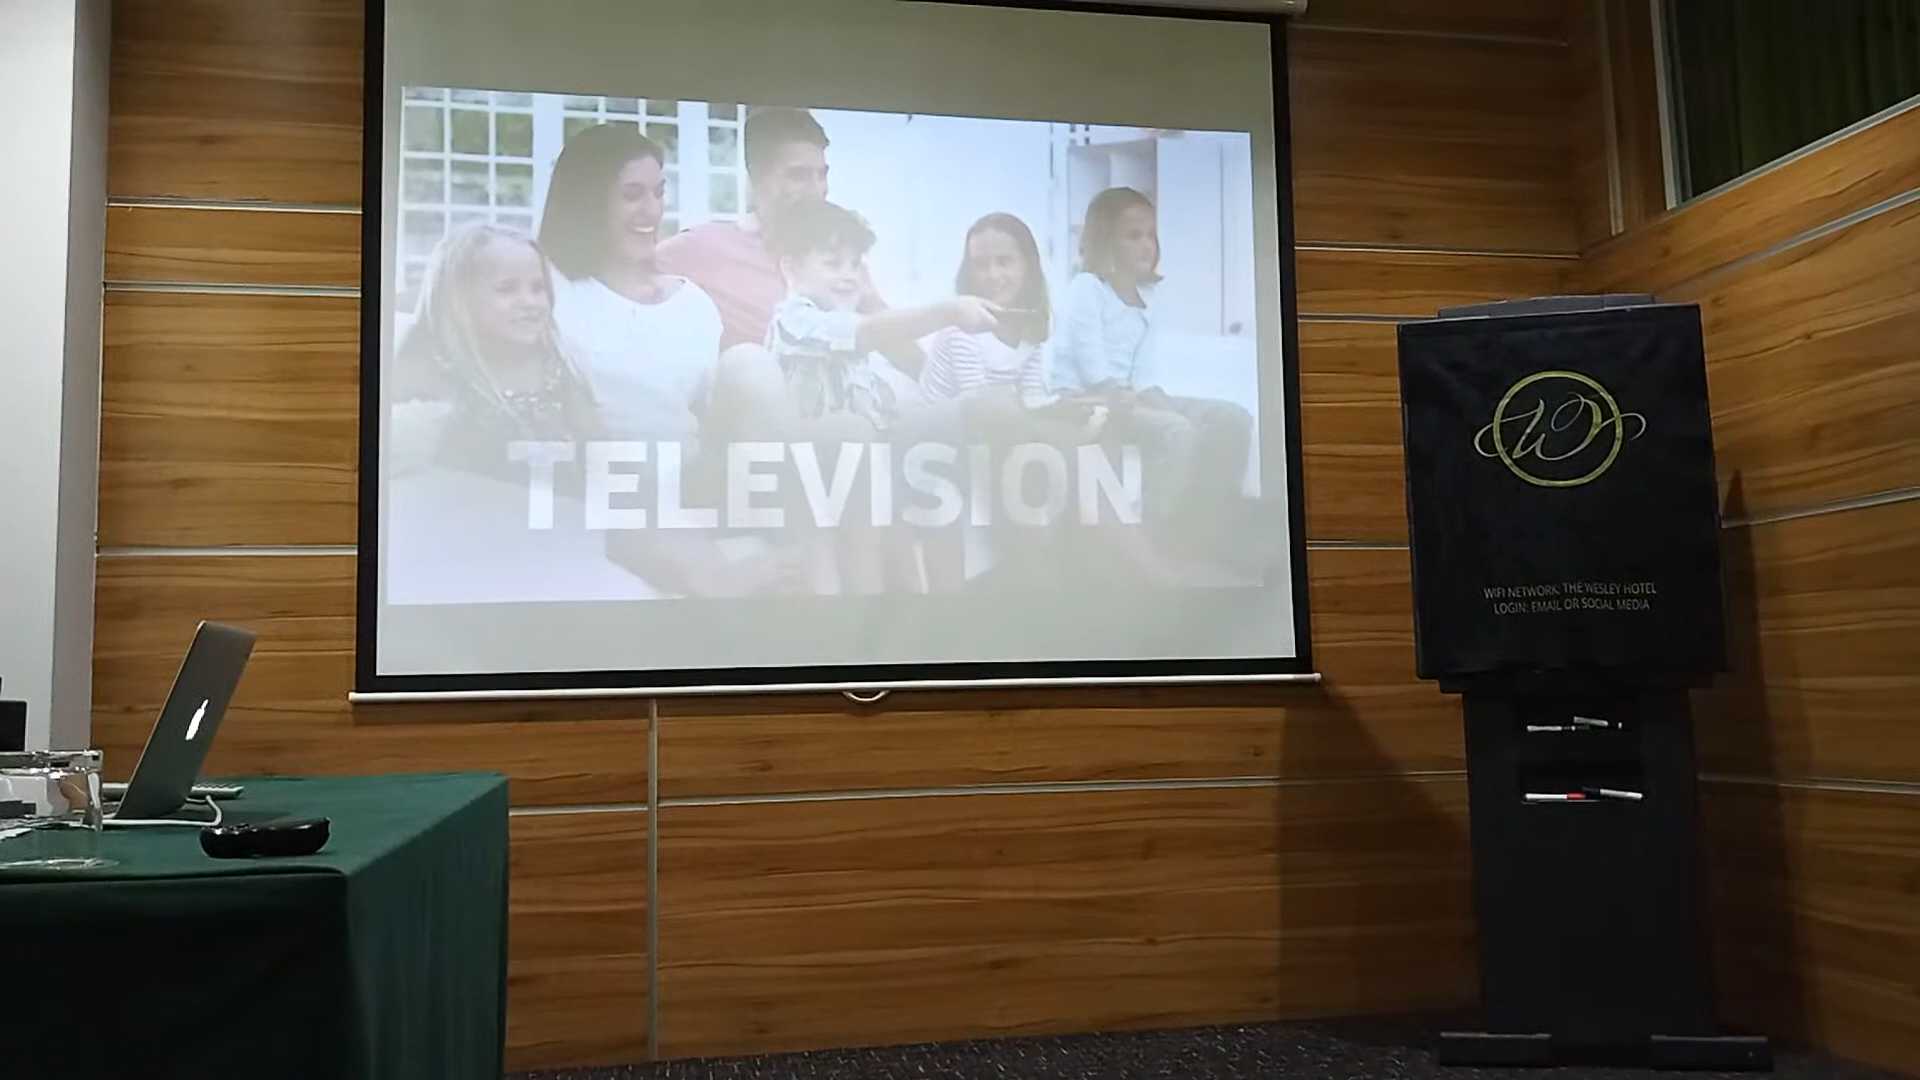 TELEVISION
W
WIFI NETWORK: THE WESLEY HOTEL
LOGIN: EMAIL OR SOCIAL MEDIA